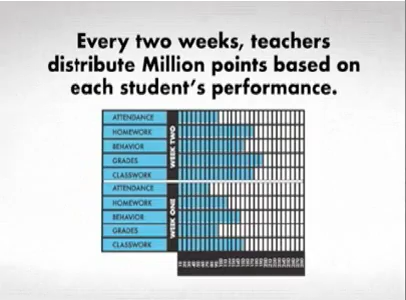 Every two weeks, teachers
distribute Million points based on
each student's performance.
ATTENDANCE
HOMEWORK
BEHAVIOR
GRADES
CLASSWORK
WEEK TWO
ATTENDANCE
HOMEWORK
BEHAVIOR
GRADES
CLASSWORK
WEEK ONE